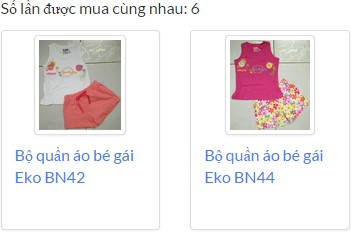 Số lần được mua cùng nhau: 6
Bộ quần áo bé gái
Eko BN42
Bộ quần áo bé gái
Eko BN44